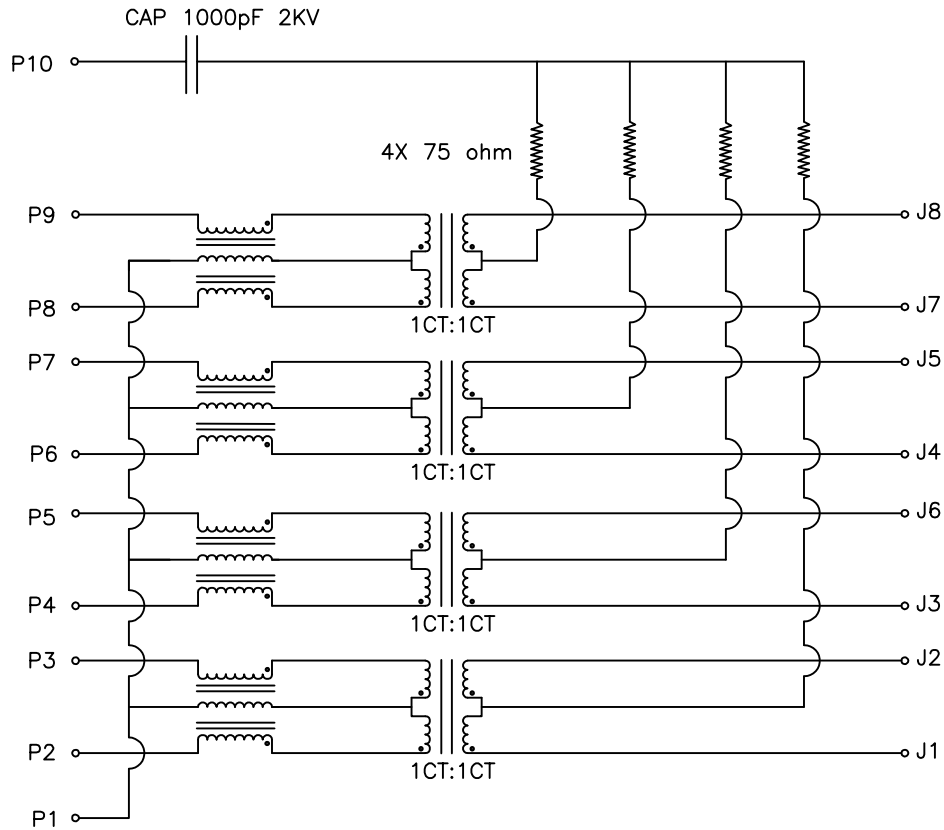 CAP 1000pF 2KV
P10
4X 75 ohm
P9
J8
P8
J7
1CT:1CT
P7
J5
P6
J4
1CT:1CT
P5
J6
P4
J3
1CT:1CT
P3
J2
P2
J1
1CT:1CT
P1